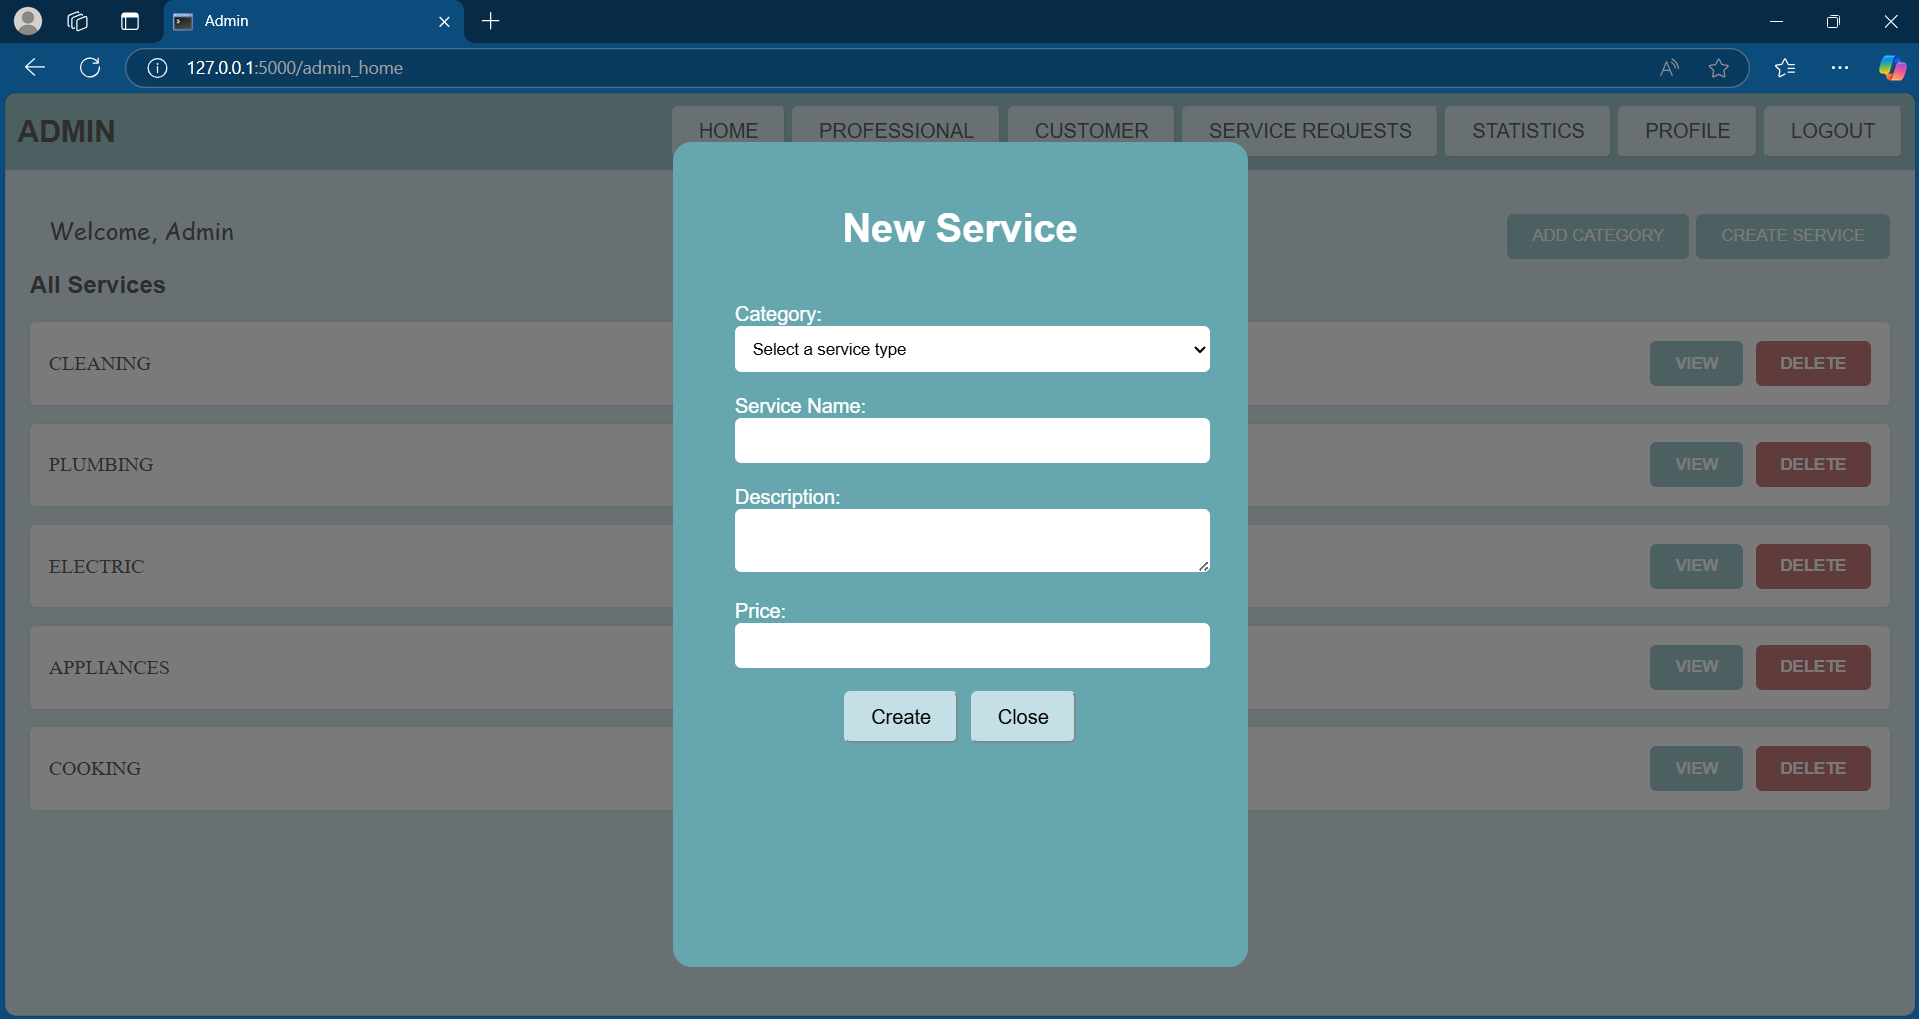 Admin
127.0.0.1:5000/admin_home
ADMIN
HOME
PROFESSIONAL
CUSTOMER
SERVICE REQUESTS
STATISTICS
PROFILE
LOGOUT
Welcome, Admin
ADD CATEGORY
CREATE SERVICE
All Services
CLEANING
VIEW
DELETE
PLUMBING
VIEW
DELETE
ELECTRIC
VIEW
DELETE
APPLIANCES
VIEW
DELETE
COOKING
VIEW
DELETE
New Service
Category:
Select a service type
Service Name:
Description:
Price:
Create
Close